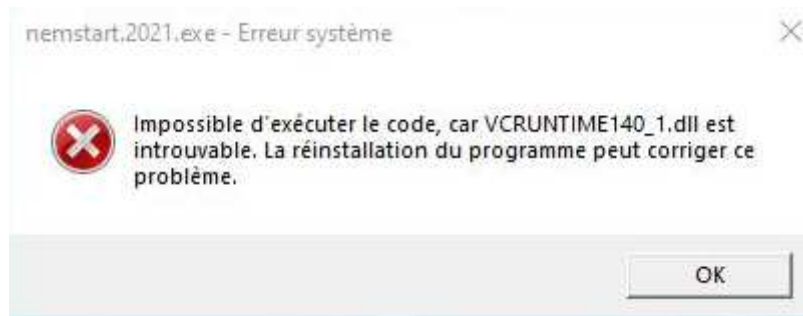 nemstart.2021.exe - Erreur système
Impossible d'exécuter le code, car VCRUNTIME140_1.dll est
introuvable. La réinstallation du programme peut corriger ce
problème.
OK